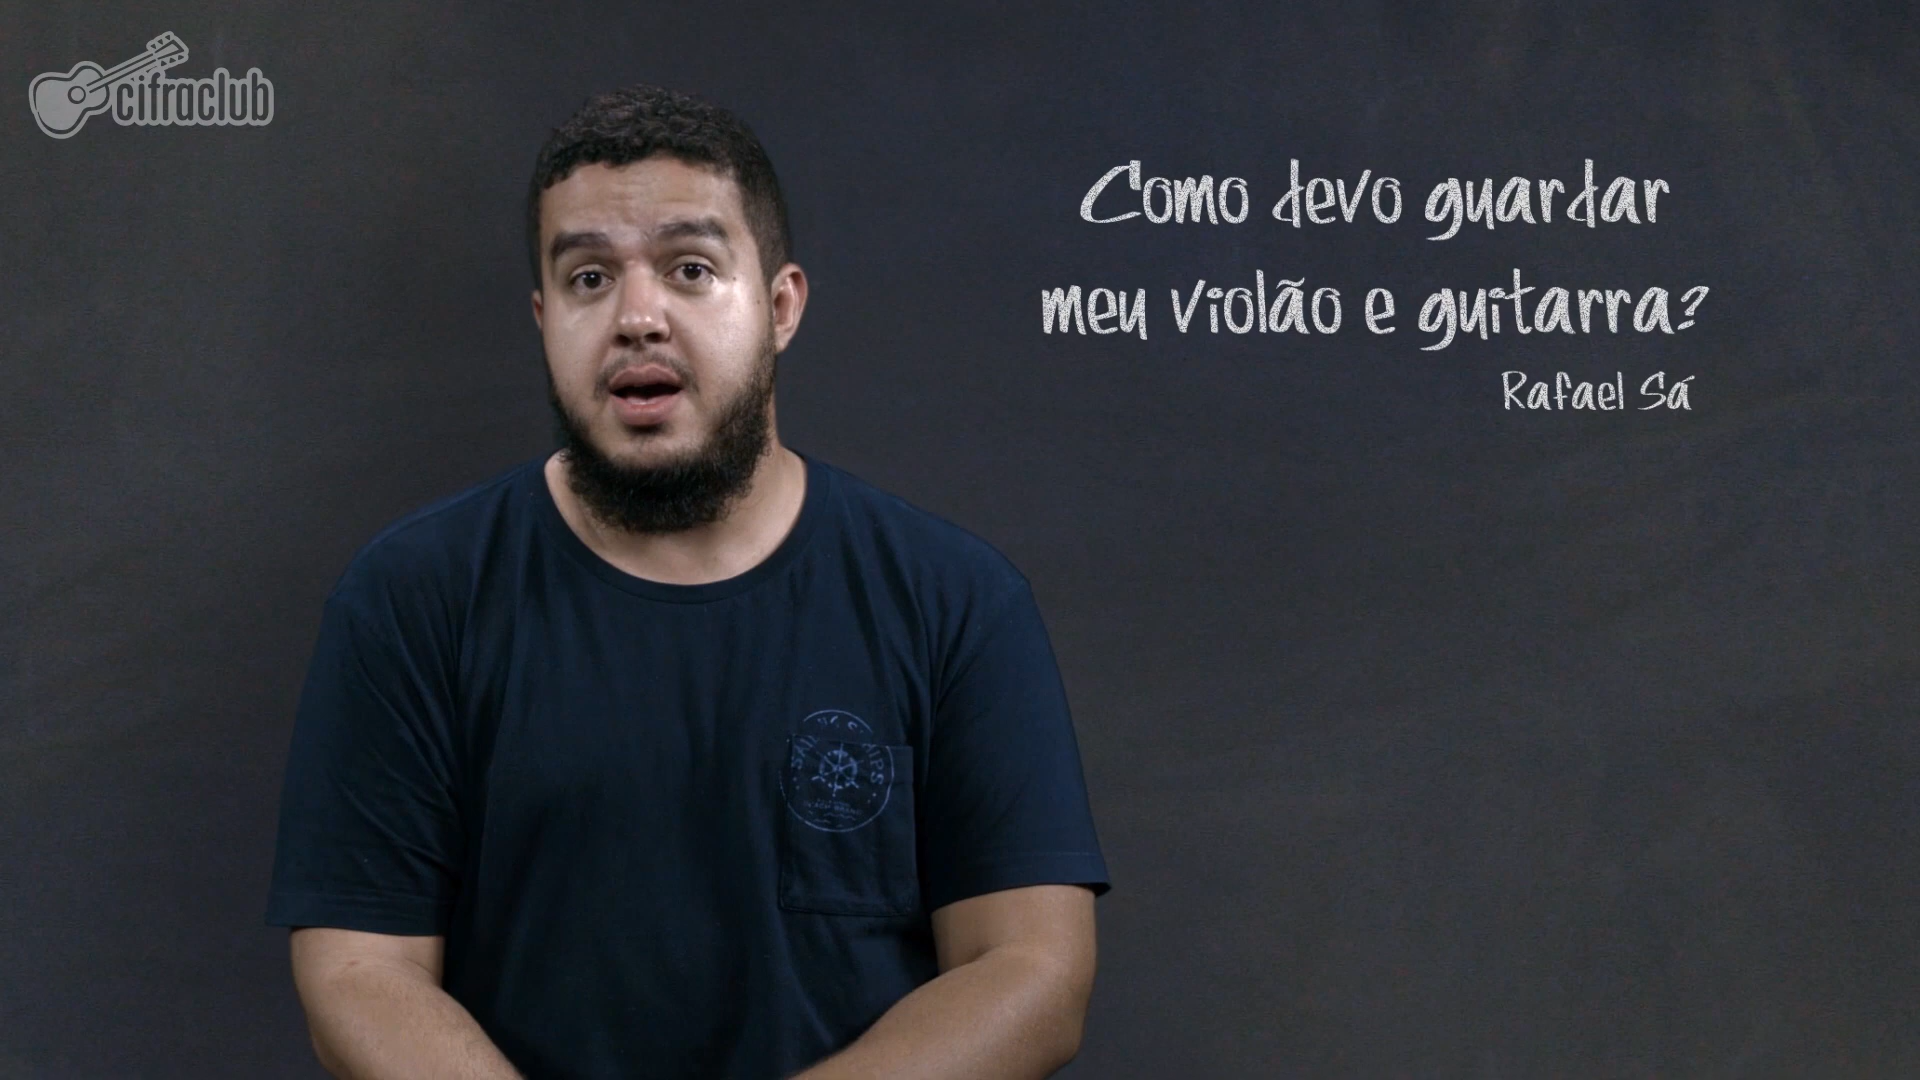 cifraclub
Como devo guardar
meu violão e guitarra?
Rafael Sá